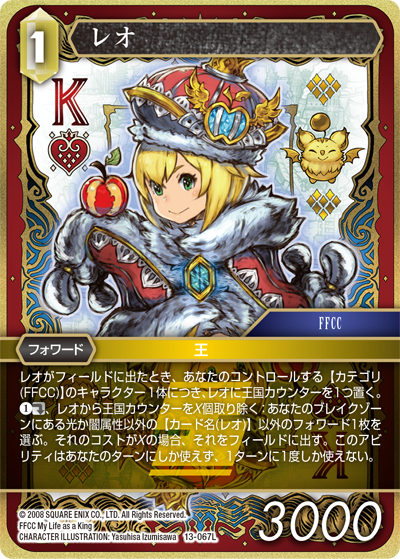 1
レオ
K
FFCC
フォワード
王
レオがフィールドに出たとき、あなたのコントロールする【カテゴリ
(FFCC)】のキャラクター1体につき、レオに王国カウンターを1つ置く。
❶、レオから王国カウンターをX個取り除く：あなたのブレイクゾー
ンにある光か闇属性以外の【カード名(レオ)】以外のフォワード1枚を
選ぶ。それのコストがXの場合、それをフィールドに出す。このアビ
リティはあなたのターンにしか使えず、1ターンに1度しか使えない。
© 2008 SQUARE ENIX CO., LTD. All Rights Reserved.
FFCC My Life as a King
CHARACTER ILLUSTRATION: Yasuhisa Izumisawa
13-067L
3000